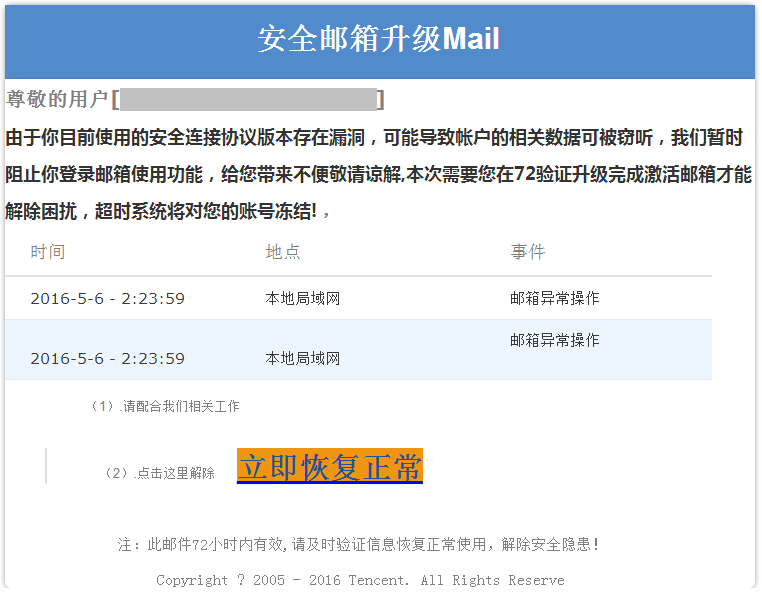 安全邮箱升级Mail
尊敬的用户[ ]
由于你目前使用的安全连接协议版本存在漏洞，可能导致帐户的相关数据可被窃听，我们暂时
阻止你登录邮箱使用功能，给您带来不便敬请谅解,本次需要您在72验证升级完成激活邮箱才能
解除困扰，超时系统将对您的账号冻结! ，
时间 地点 事件
2016-5-6 - 2:23:59 本地局域网 邮箱异常操作
2016-5-6 - 2:23:59 本地局域网 邮箱异常操作
（1）.请配合我们相关工作
（2）.点击这里解除 立即恢复正常
注：此邮件72小时内有效,请及时验证信息恢复正常使用，解除安全隐患!
Copyright ? 2005 - 2016 Tencent. All Rights Reserve